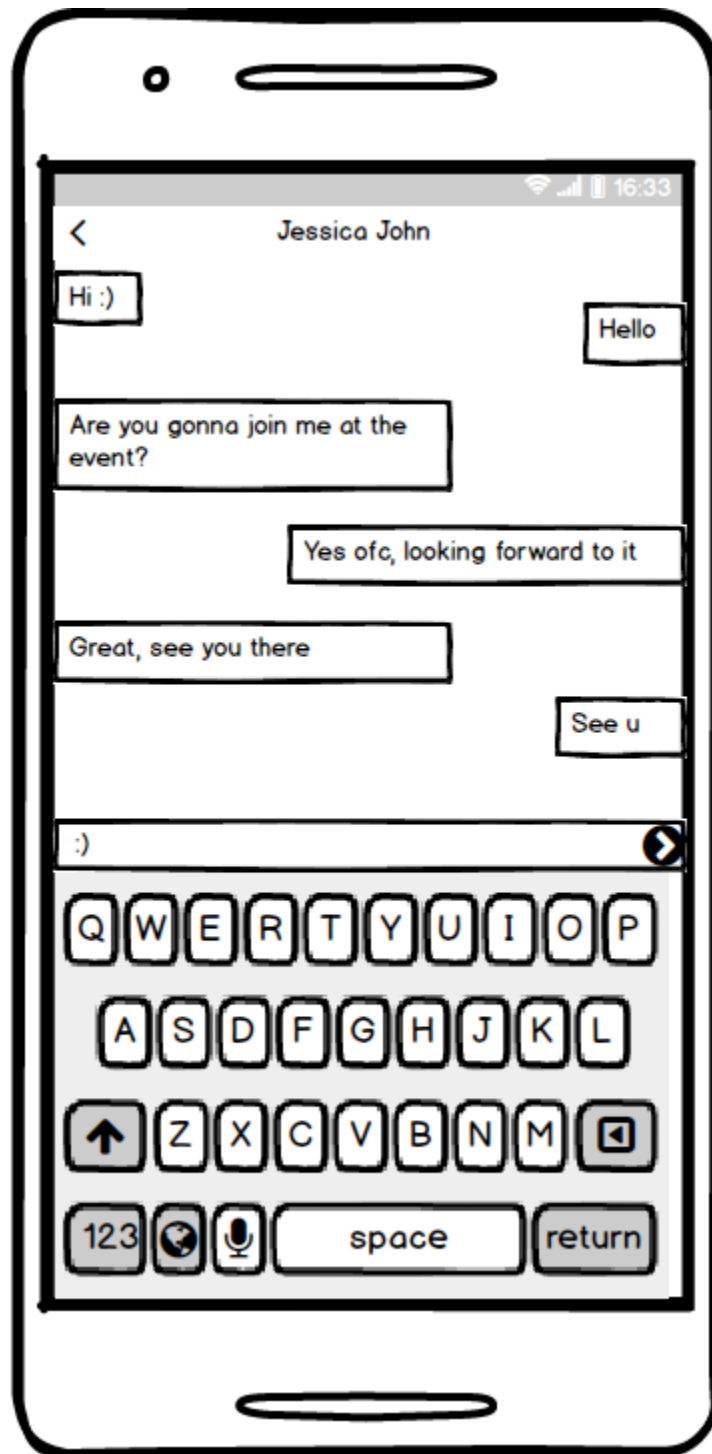 16:33
Jessica John
Hi :)
Hello
Are you gonna join me at the
event?
Yes ofc, looking forward to it
Great, see you there
See u
:)
Q W E R T Y U I O P
A S D F G H J K L
Z X C V B N M
123 space return